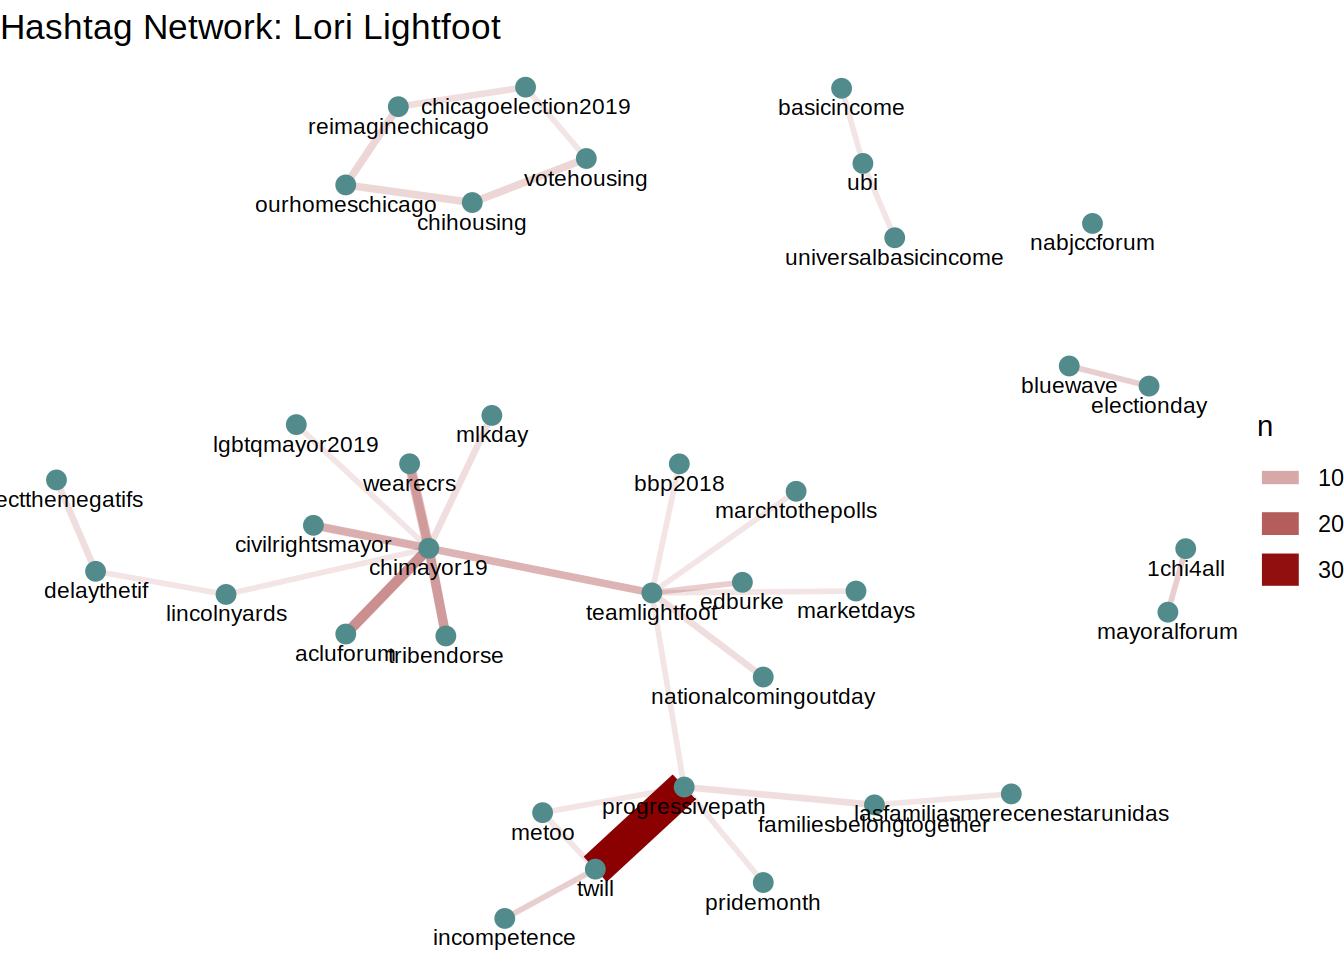 Hashtag Network: Lori Lightfoot
chicagoelection2019
basicincome
reimaginechicago
votehousing
ubi
ourhomeschicago
chihousing
nabjccforum
universalbasicincome
bluewave
electionday
n
lgbtqmayor2019
mlkday
wearecrs
bbp2018
10
ectthemegatifs
marchtothepolls
20
civilrightsmayor
chimayor19
1chi4all
30
delaythetif
edburke
lincolnyards
teamlightfoot
marketdays
mayoralforum
acluforum
tribendorse
nationalcomingoutday
progressivepath
lasfamiliasmerecenestarunidas
familiesbelongtogether
metoo
twill
pridemonth
incompetence